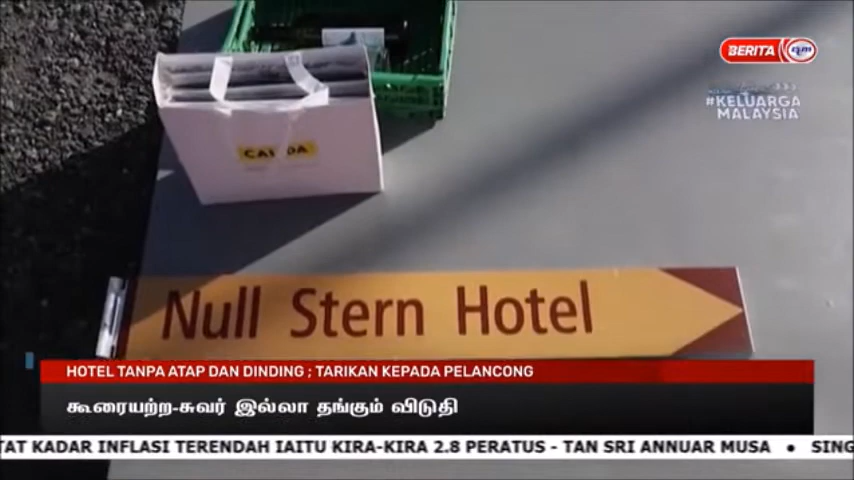 BERITA rtm
#KELUARGA
MALAYSIA
Null Stern Hotel
HOTEL TANPA ATAP DAN DINDING ; TARIKAN KEPADA PELANCONG
கூரையற்ற-சுவர் இல்லா தங்கும் விடுதி
TAT KADAR INFLASI TERENDAH IAITU KIRA-KIRA 2.8 PERATUS - TAN SRI ANNUAR MUSA • SING